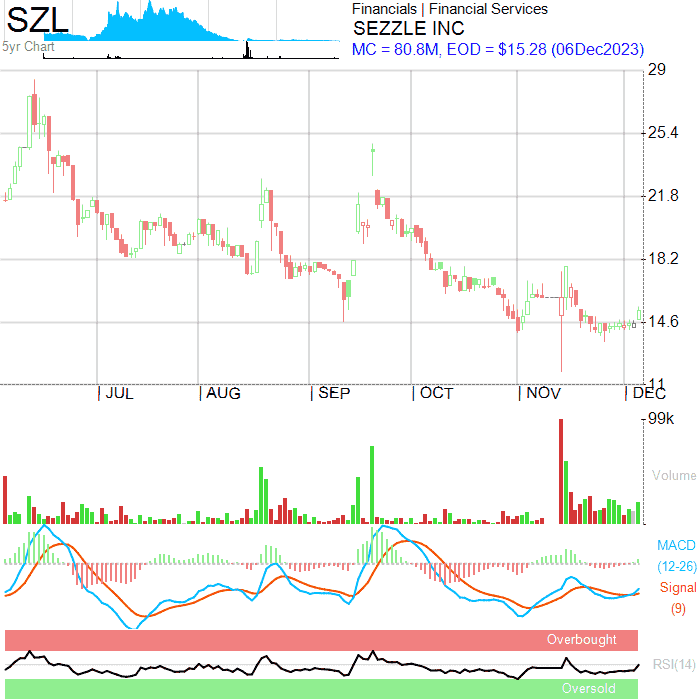 SZL
5yr Chart
Financials | Financial Services
SEZZLE INC
MC = 80.8M, EOD = $15.28 (06Dec2023)
29
25.4
21.8
18.2
14.6
11
| JUL | AUG | SEP | OCT | NOV | DEC
99k
Volume
MACD
(12-26)
Signal
(9)
Overbought
RSI(14)
Oversold